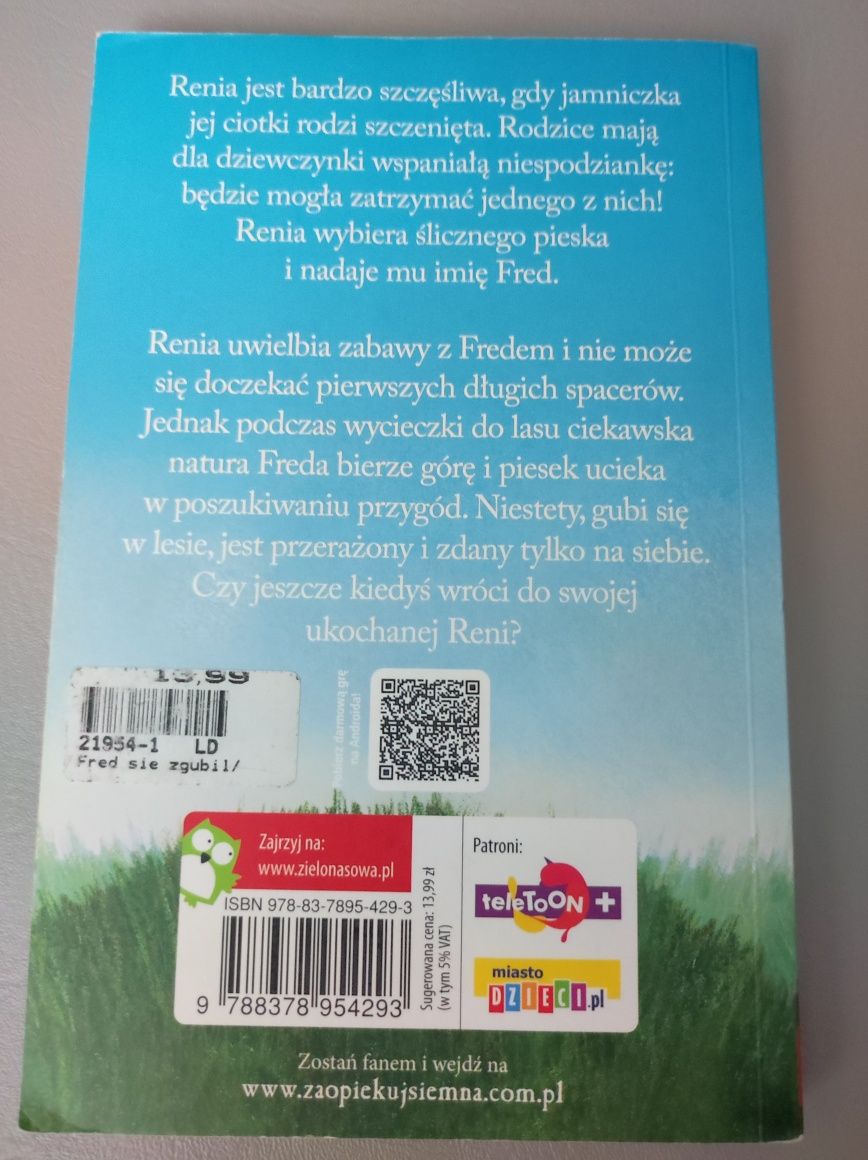 Renia jest bardzo szczęśliwa, gdy jamniczka
jej ciotki rodzi szczenięta. Rodzice mają
dla dziewczynki wspaniałą niespodziankę:
będzie mogła zatrzymać jednego z nich!
Renia wybiera ślicznego pieska
i nadaje mu imię Fred.
Renia uwielbia zabawy z Fredem i nie może
się doczekać pierwszych długich spacerów.
Jednak podczas wycieczki do lasu ciekawska
natura Freda bierze górę i piesek ucieka
w poszukiwaniu przygód. Niestety, gubi się
w lesie, jest przerażony i zdany tylko na siebie.
Czy jeszcze kiedyś wróci do swojej
ukochanej Reni?
13,99
21954-1 LD
Fred sie zgubil/
Pobierz darmową grę
na Androida!
Zajrzyj na:
www.zielonasowa.pl
ISBN 978-83-7895-429-3
9 788378 954293
Sugerowana cena: 13,99 zł
(w tym 5% VAT)
Patroni:
teleTOON+
miasto
DZIECI.pl
Zostań fanem i wejdź na
www.zaopiekujsiemna.com.pl